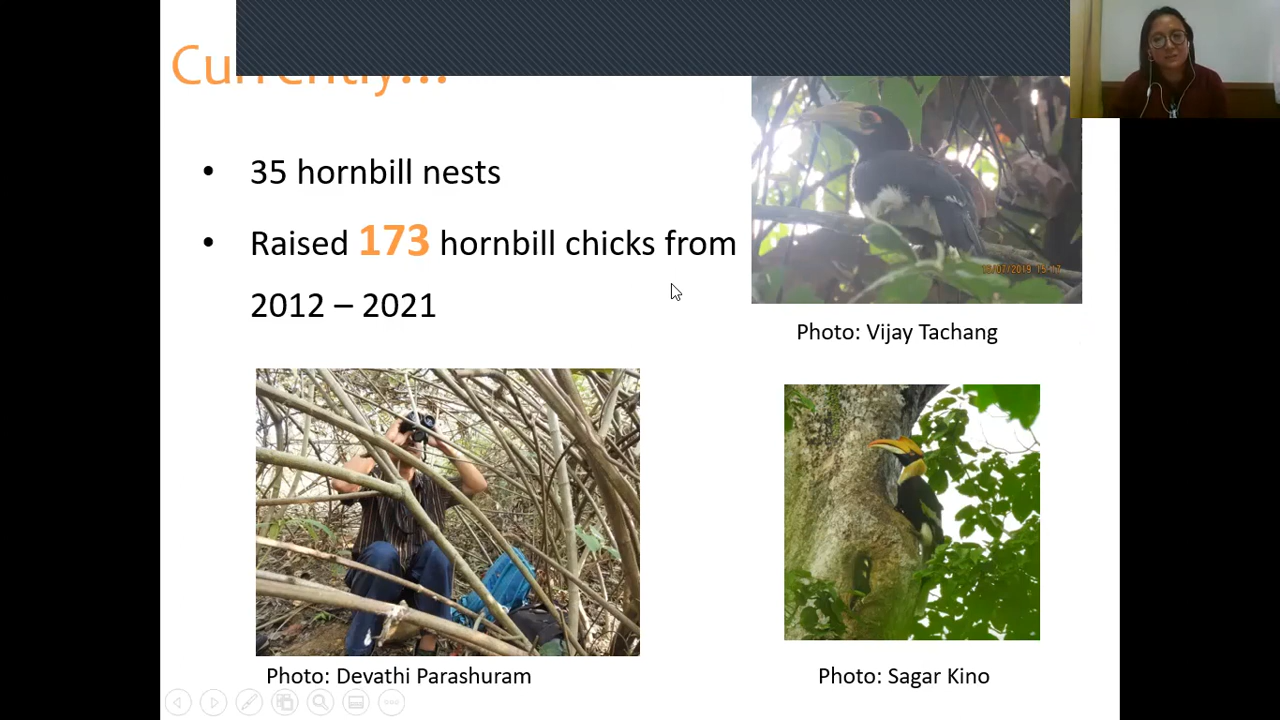 Currently...
• 35 hornbill nests
• Raised 173 hornbill chicks from
2012 – 2021
Photo: Vijay Tachang
Photo: Devathi Parashuram
Photo: Sagar Kino